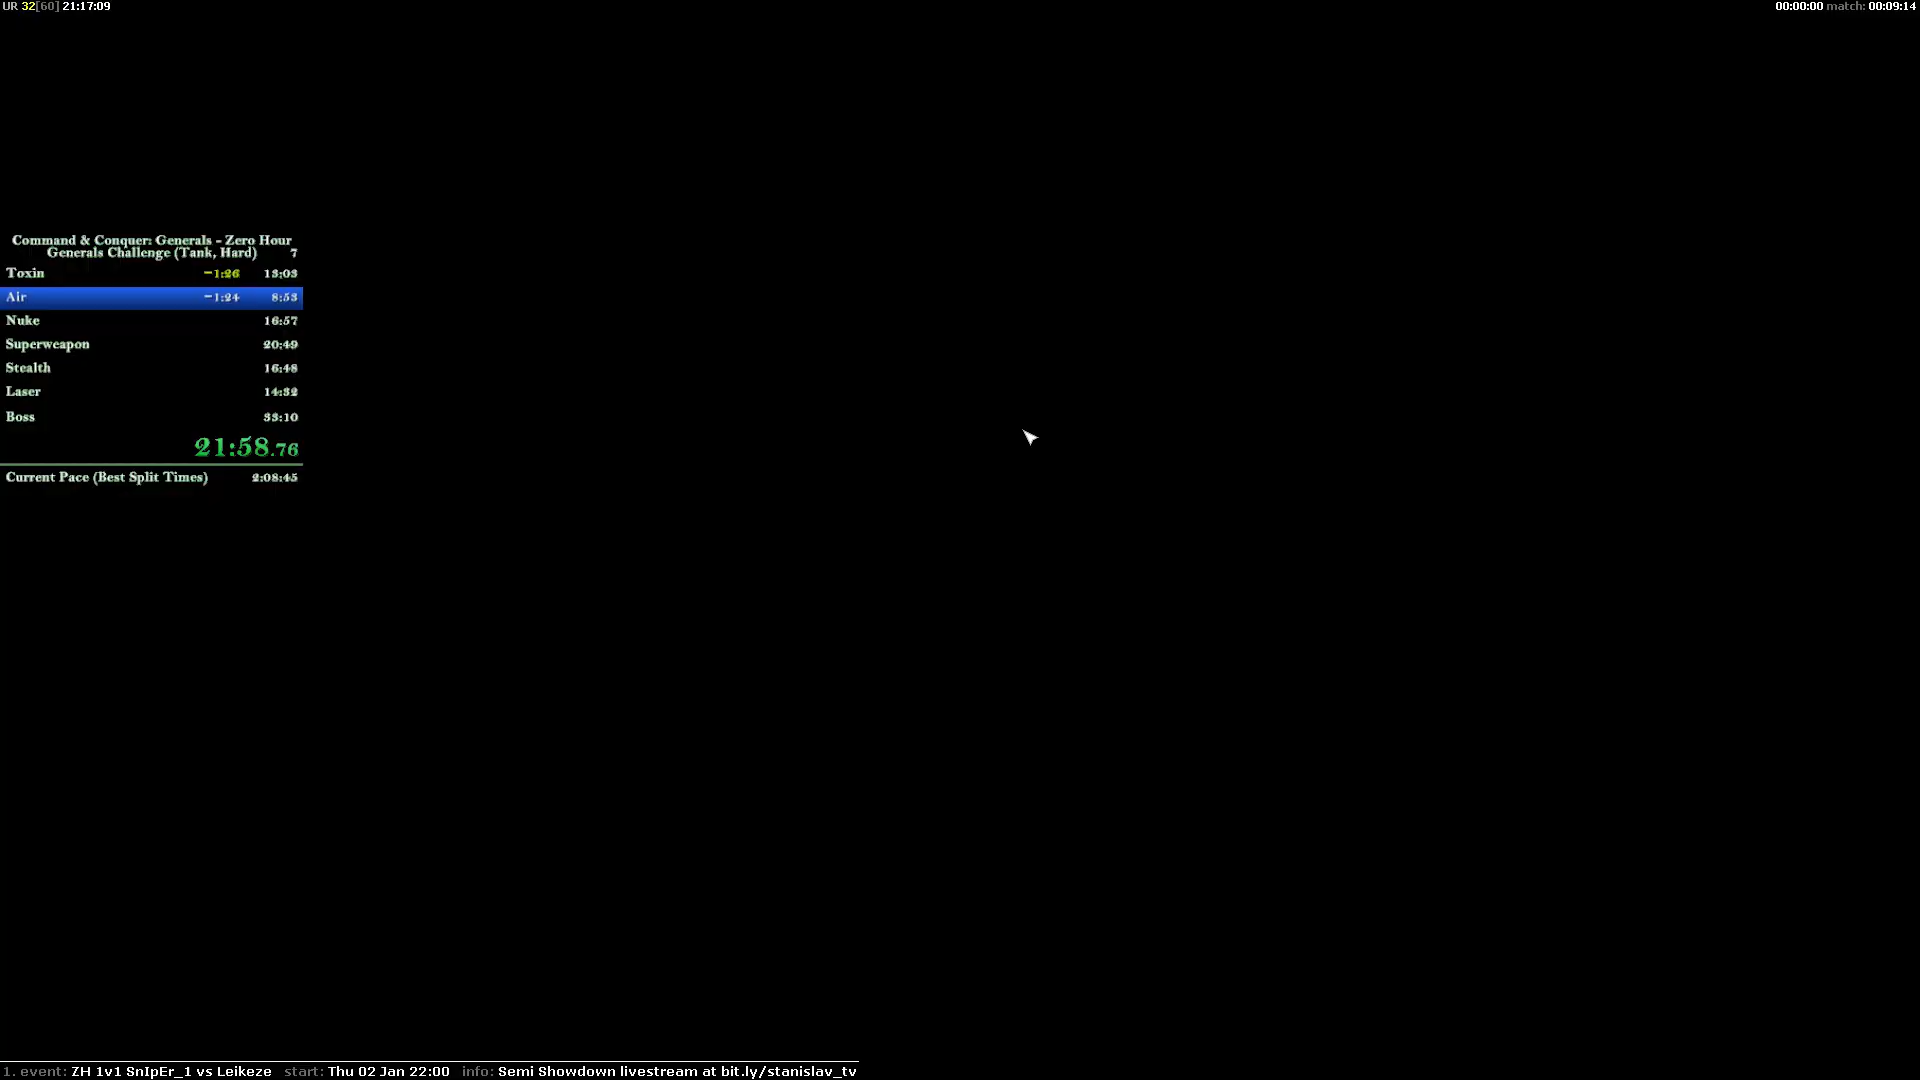 UR 32[60] 21:17:09
00:00:00 match: 00:09:14
Command & Conquer: Generals - Zero Hour
Generals Challenge (Tank, Hard) 7
Toxin -1:26 13:03
Air -1:24 8:53
Nuke 16:57
Superweapon 20:49
Stealth 16:48
Laser 14:32
Boss 33:10
21:58.76
Current Pace (Best Split Times) 2:08:45
1. event: ZH 1v1 SnIpEr_1 vs Leikeze start: Thu 02 Jan 22:00 info: Semi Showdown livestream at bit.ly/stanislav_tv